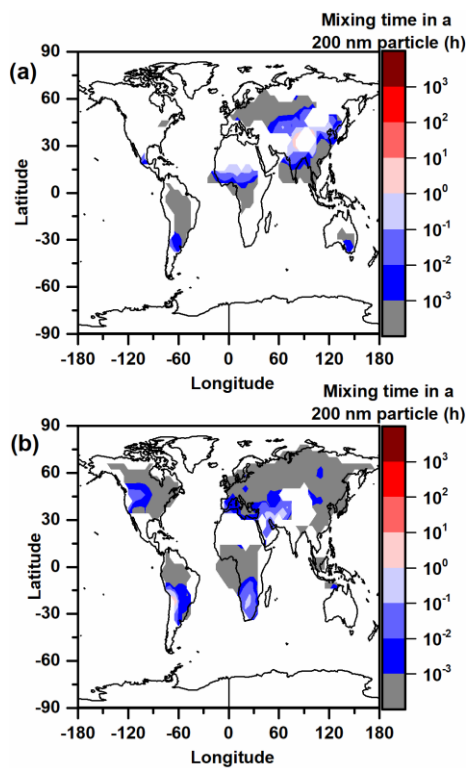 Mixing time in a
200 nm particle (h)
(a)
90
60
30
0
-30
-60
-90
Latitude
-180 -120 -60 0 60 120 180
Longitude
10³
10²
10¹
10⁰
10⁻¹
10⁻²
10⁻³
Mixing time in a
200 nm particle (h)
(b)
90
60
30
0
-30
-60
-90
Latitude
-180 -120 -60 0 60 120 180
Longitude
10³
10²
10¹
10⁰
10⁻¹
10⁻²
10⁻³